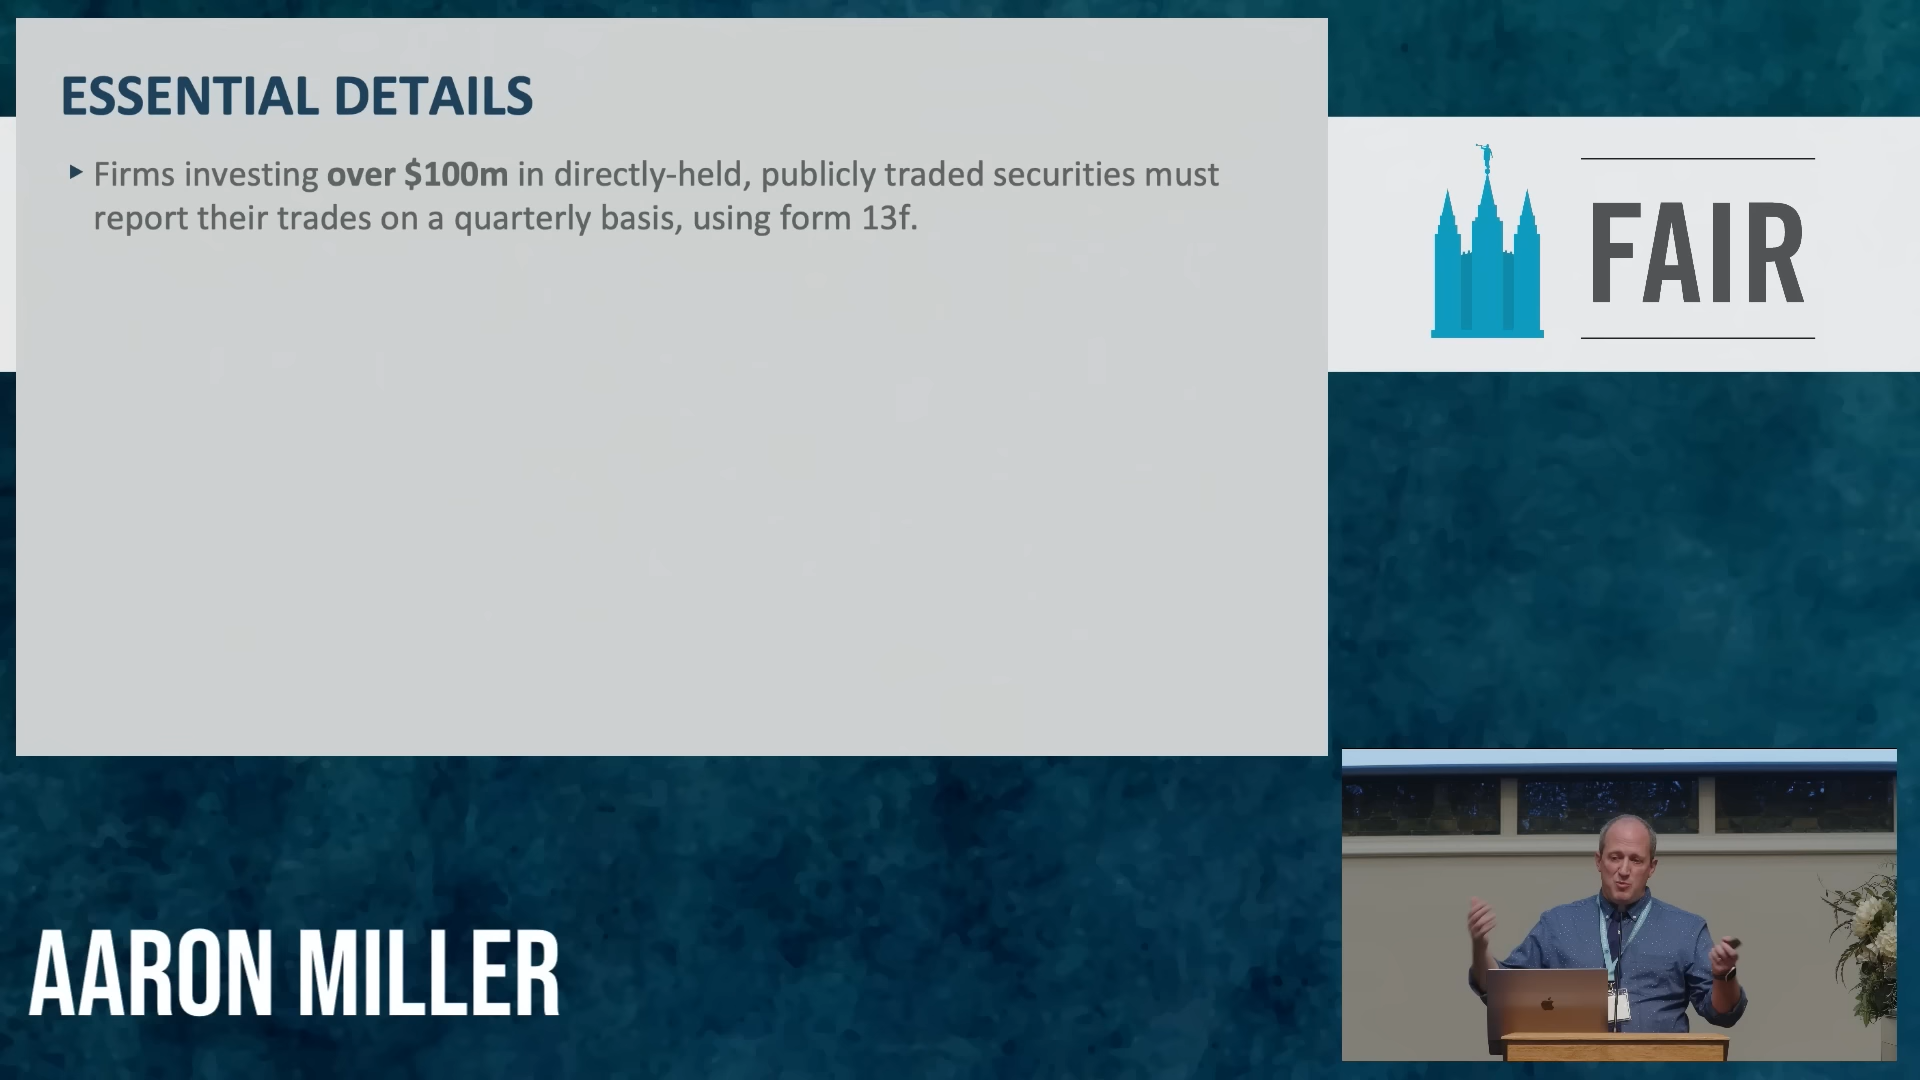 ESSENTIAL DETAILS
Firms investing over $100m in directly-held, publicly traded securities must
report their trades on a quarterly basis, using form 13f.
FAIR
AARON MILLER